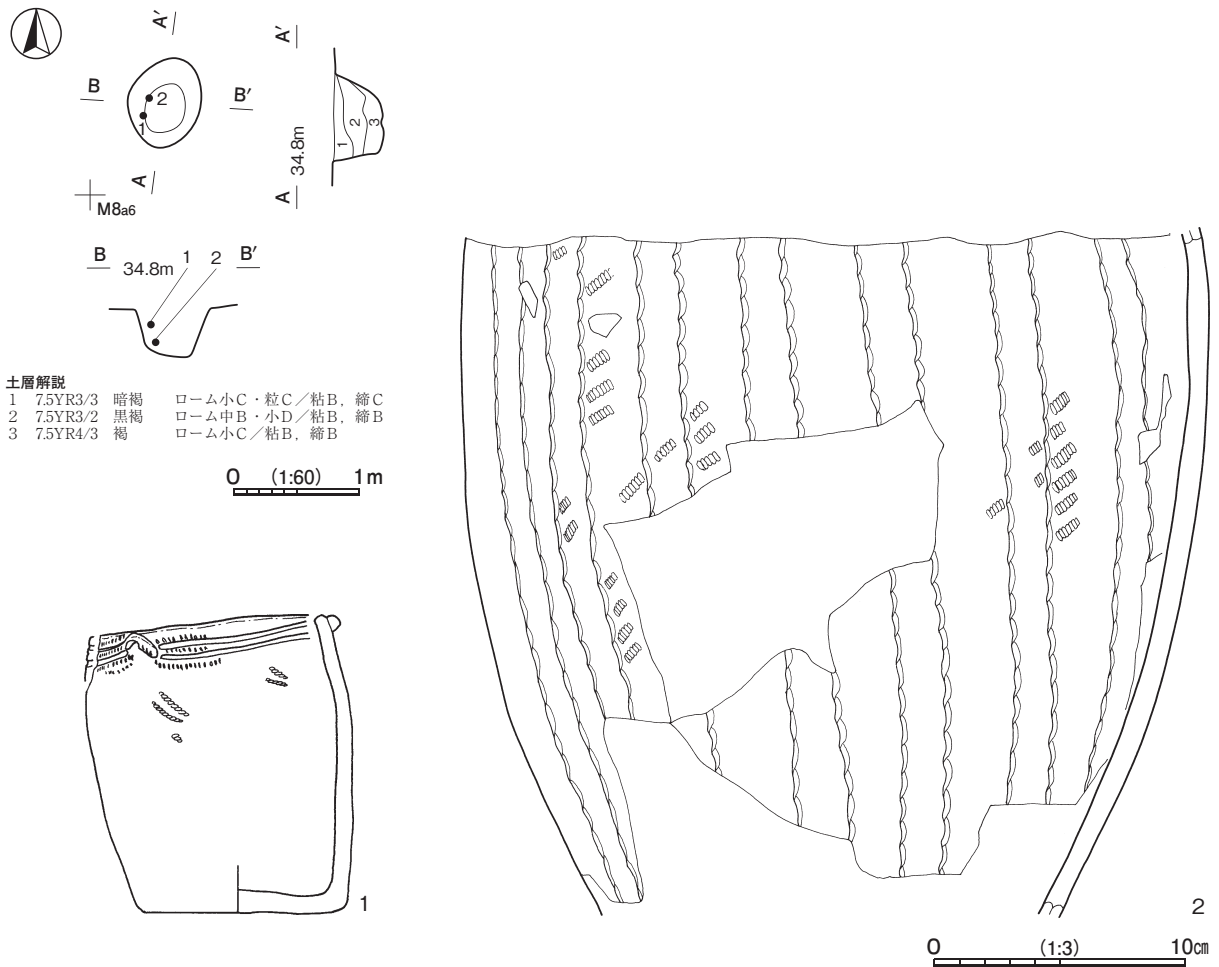 A′
A′
B
B′
2
1
1
2
3
34.8m
A
A
M8a6
B
34.8m
1
2
B′
土層解説
1 7.5YR3/3 暗褐 ローム小C・粒C／粘B，締C
2 7.5YR3/2 黒褐 ローム中B・小D／粘B，締B
3 7.5YR4/3 褐 ローム小C／粘B，締B
0 (1:60) 1m
1
2
0 (1:3) 10㎝